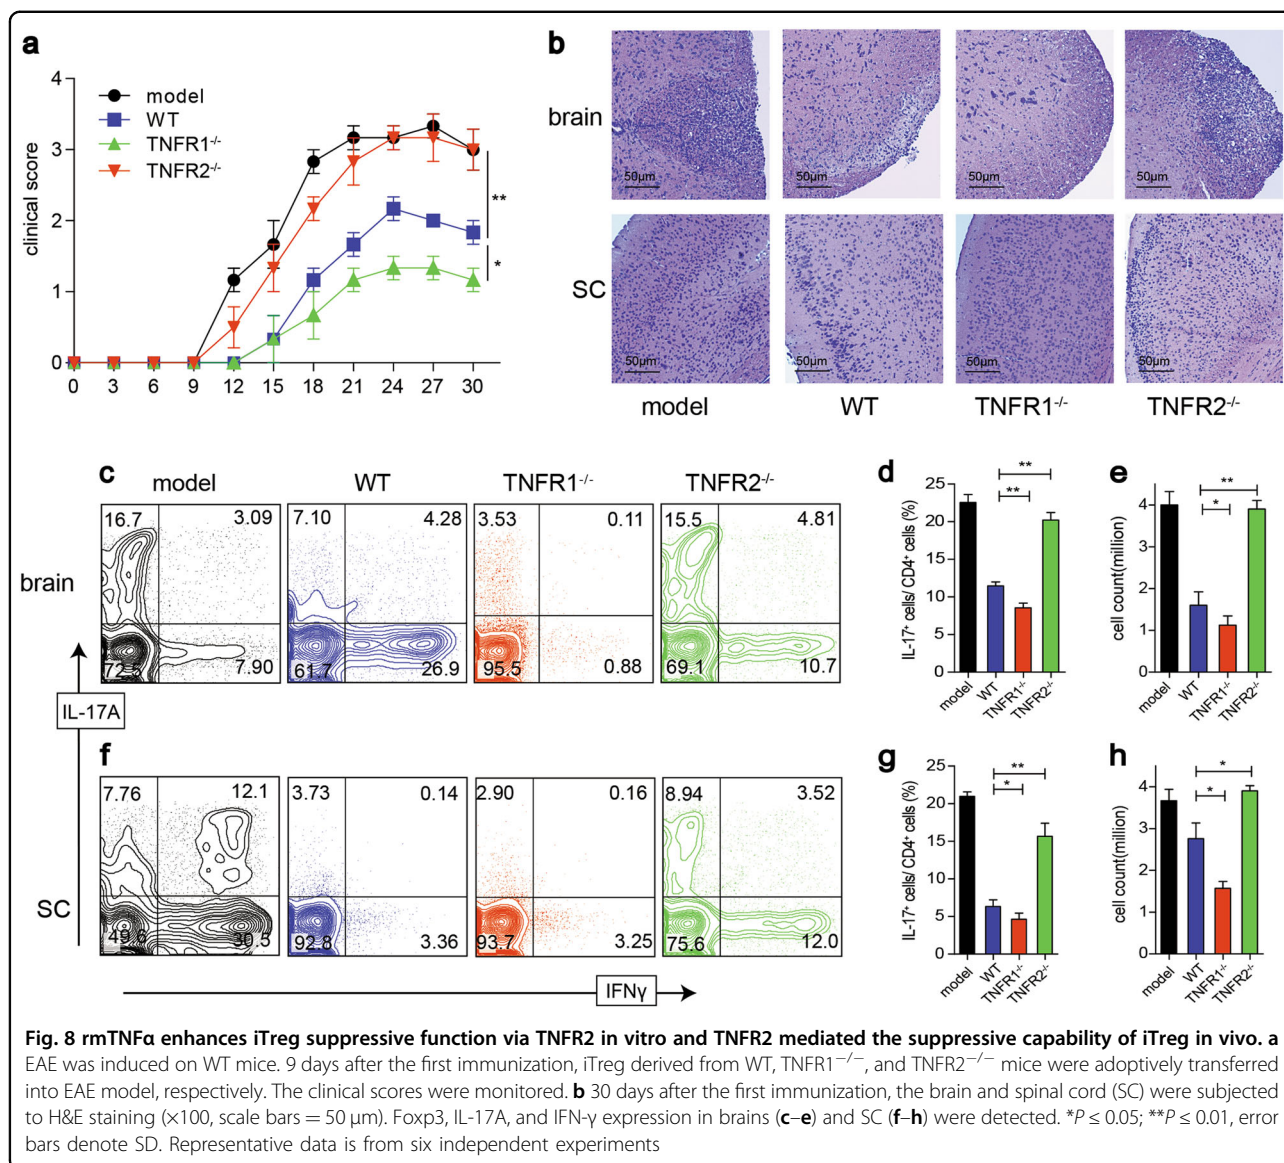 a
4
3
2
1
0
clinical score
model
WT
TNFR1-/-
TNFR2-/-
**
*
0 3 6 9 12 15 18 21 24 27 30
b
brain
50μm 50μm 50μm 50μm
SC
50μm 50μm 50μm 50μm
model WT TNFR1-/- TNFR2-/-
c
model WT TNFR1-/- TNFR2-/-
brain
16.7 3.09 7.10 4.28 3.53 0.11 15.5 4.81
72.5 7.90 61.7 26.9 95.5 0.88 69.1 10.7
IL-17A
f
SC
7.76 12.1 3.73 0.14 2.90 0.16 8.94 3.52
49.6 30.5 92.8 3.36 93.7 3.25 75.6 12.0
IFNγ
d
IL-17+ cells/ CD4+ cells (%)
25
20
15
10
5
0
**
**
model WT TNFR1-/- TNFR2-/-
e
cell count(million)
4
3
2
1
0
**
*
model WT TNFR1-/- TNFR2-/-
g
IL-17+ cells/ CD4+ cells (%)
25
20
15
10
5
0
**
*
model WT TNFR1-/- TNFR2-/-
h
cell count(million)
4
3
2
1
0
*
*
model WT TNFR1-/- TNFR2-/-
Fig. 8 rmTNFα enhances iTreg suppressive function via TNFR2 in vitro and TNFR2 mediated the suppressive capability of iTreg in vivo. a
EAE was induced on WT mice. 9 days after the first immunization, iTreg derived from WT, TNFR1−/−, and TNFR2−/− mice were adoptively transferred
into EAE model, respectively. The clinical scores were monitored. b 30 days after the first immunization, the brain and spinal cord (SC) were subjected
to H&E staining (×100, scale bars = 50 μm). Foxp3, IL-17A, and IFN-γ expression in brains (c–e) and SC (f–h) were detected. *P ≤ 0.05; **P ≤ 0.01, error
bars denote SD. Representative data is from six independent experiments